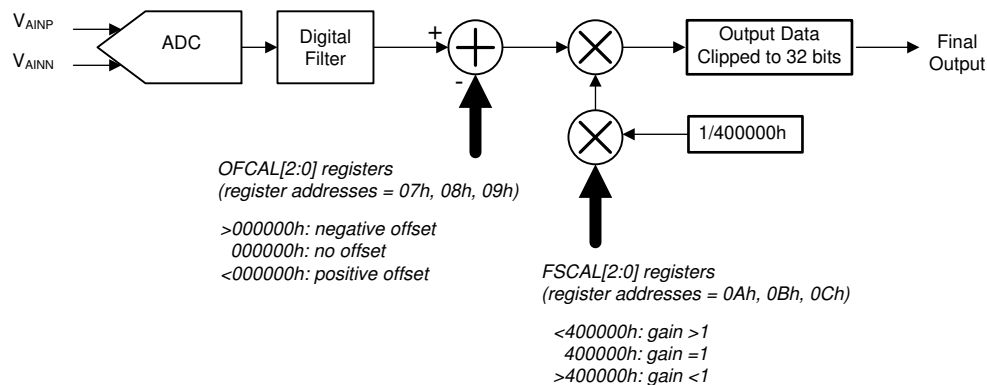 VAINP
VAINN
ADC
Digital
Filter
+
-
Output Data
Clipped to 32 bits
Final
Output
1/400000h
OFCAL[2:0] registers
(register addresses = 07h, 08h, 09h)
>000000h: negative offset
000000h: no offset
<000000h: positive offset
FSCAL[2:0] registers
(register addresses = 0Ah, 0Bh, 0Ch)
<400000h: gain >1
400000h: gain =1
>400000h: gain <1